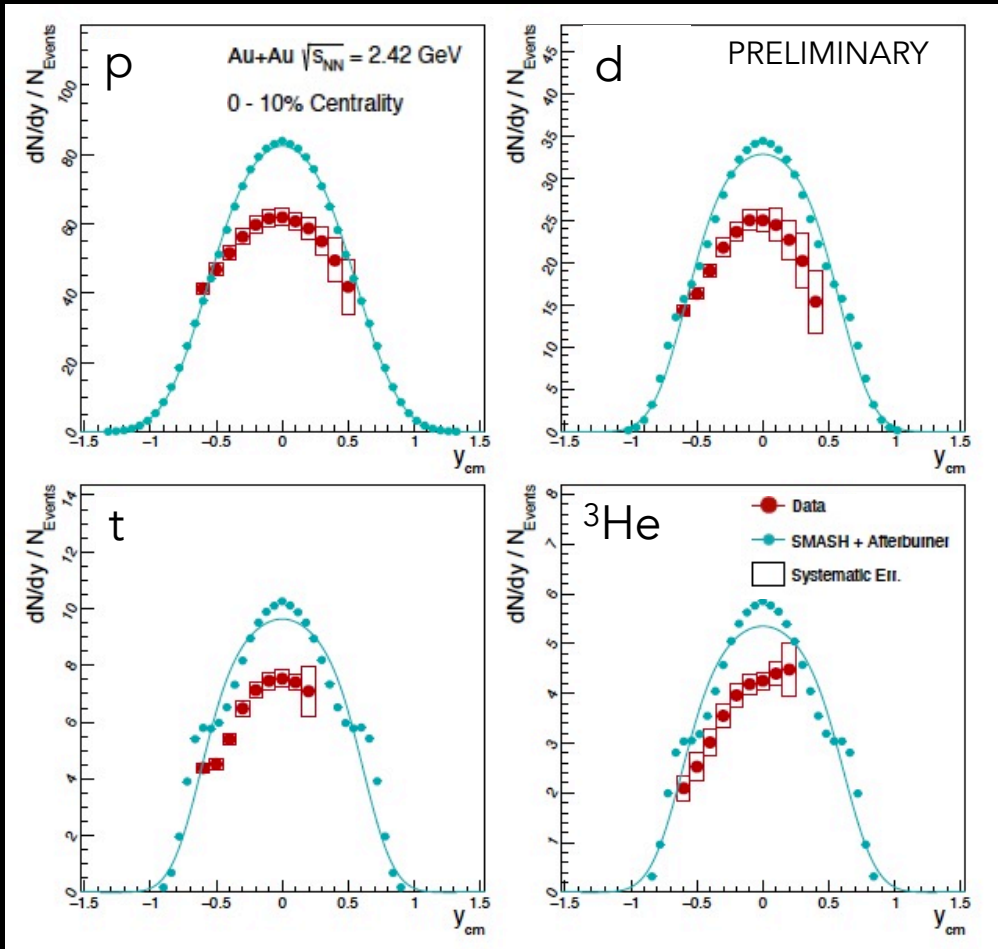 p
Au+Au √sNN = 2.42 GeV
0 - 10% Centrality
dN/dy / NEvents
100
80
60
40
20
0
−1.5 −1 −0.5 0 0.5 1 1.5
ycm
d
PRELIMINARY
dN/dy / NEvents
45
40
35
30
25
20
15
10
5
0
−1.5 −1 −0.5 0 0.5 1 1.5
ycm
t
dN/dy / NEvents
14
12
10
8
6
4
2
0
−1.5 −1 −0.5 0 0.5 1 1.5
ycm
³He
Data
SMASH + Afterburner
Systematic Err.
dN/dy / NEvents
8
7
6
5
4
3
2
1
0
−1.5 −1 −0.5 0 0.5 1 1.5
ycm